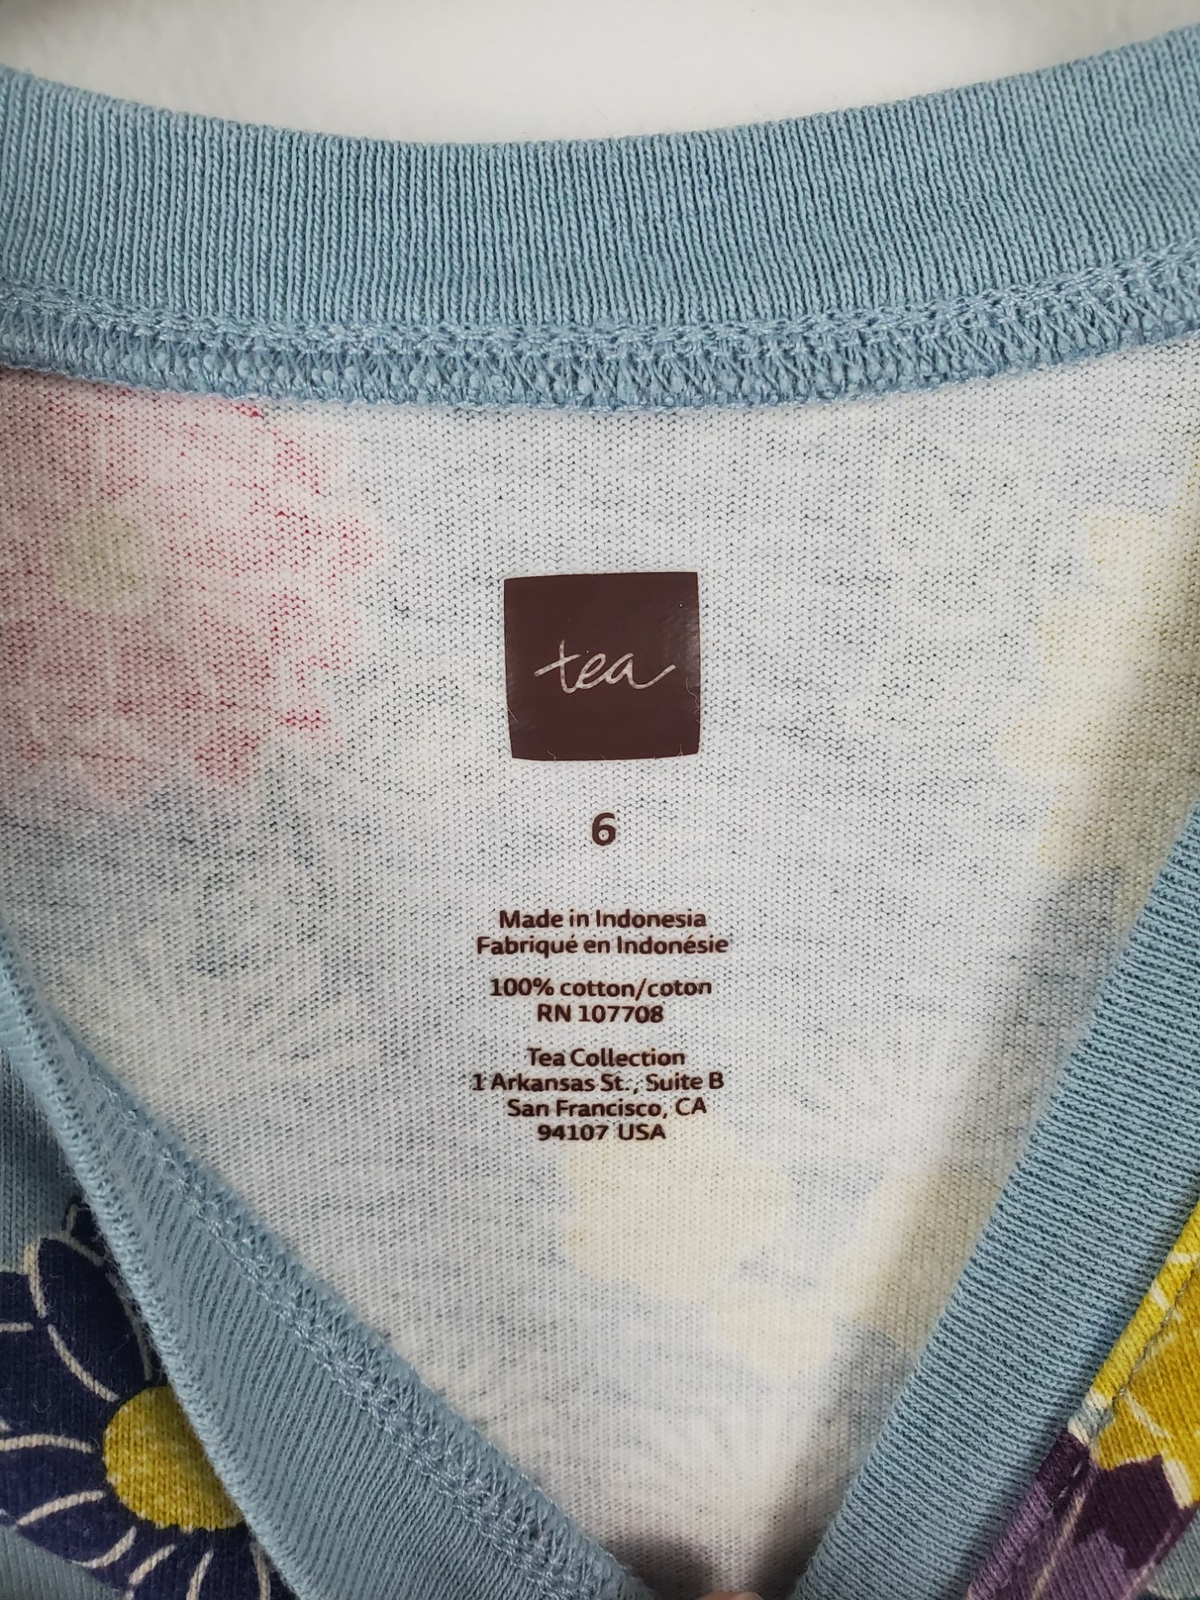 tea
6
Made in Indonesia
Fabriqué en Indonésie
100% cotton/coton
RN 107708
Tea Collection
1 Arkansas St., Suite B
San Francisco, CA
94107 USA